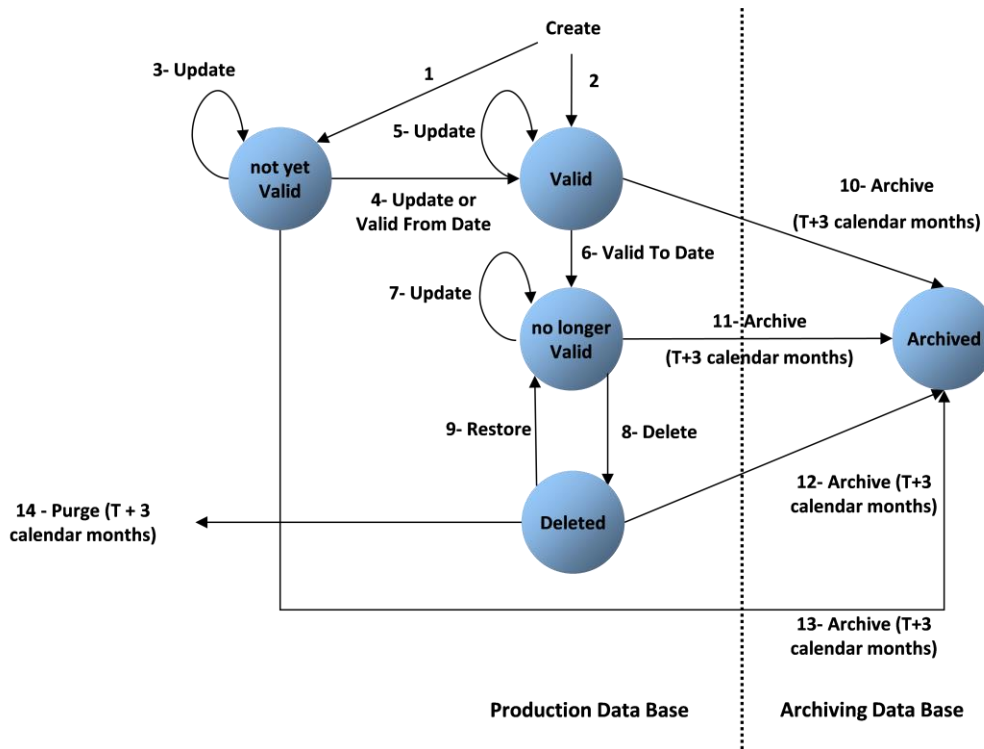 Create
3- Update
1
2
5- Update
not yet
Valid
Valid
10- Archive
(T+3 calendar months)
4- Update or
Valid From Date
6- Valid To Date
7- Update
no longer
Valid
11- Archive
(T+3 calendar months)
Archived
9- Restore
8- Delete
14 - Purge (T + 3
calendar months)
Deleted
12- Archive (T+3
calendar months)
13- Archive (T+3
calendar months)
Production Data Base
Archiving Data Base